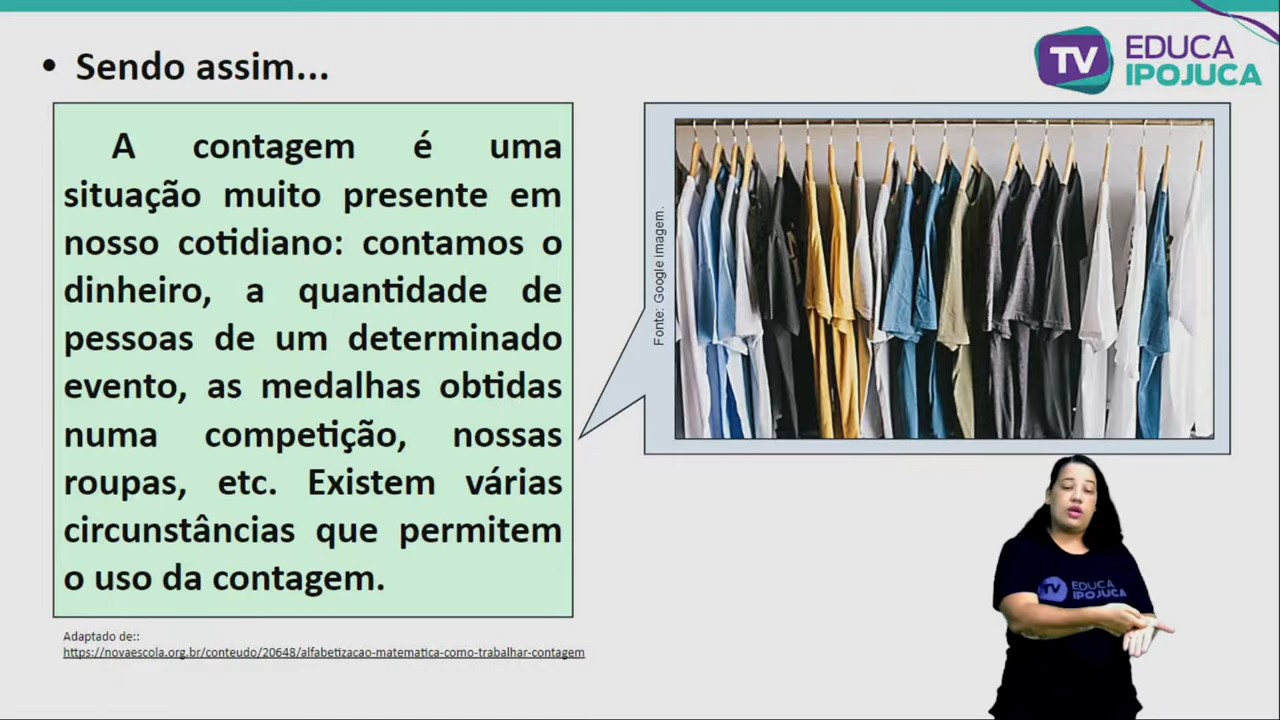 • Sendo assim...
TV EDUCA
IPOJUCA
A contagem é uma
situação muito presente em
nosso cotidiano: contamos o
dinheiro, a quantidade de
pessoas de um determinado
evento, as medalhas obtidas
numa competição, nossas
roupas, etc. Existem várias
circunstâncias que permitem
o uso da contagem.
Fonte: Google imagem.
Adaptado de::
https://novaescola.org.br/conteudo/20648/alfabetizacao-matematica-como-trabalhar-contagem
TV EDUCA
IPOJUCA